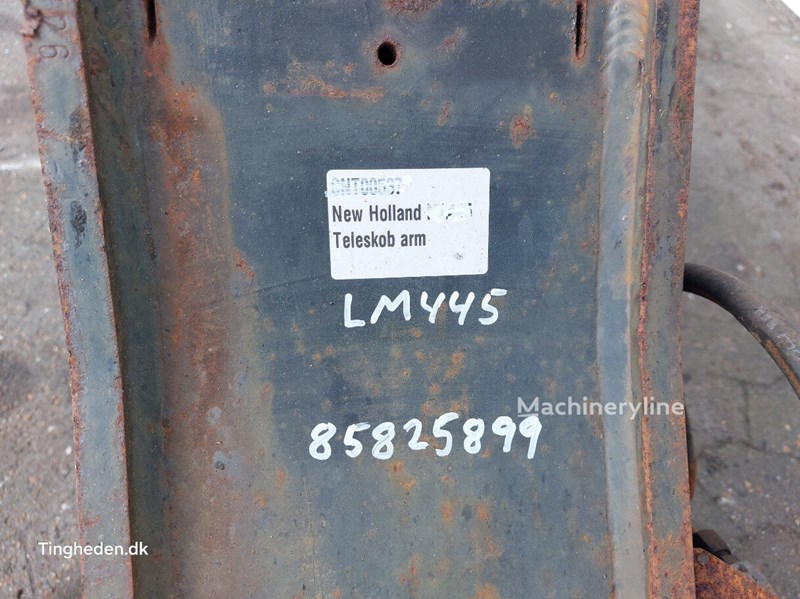 New Holland
Teleskob arm
LM445
85825899
Machineryline
Tingheden.dk